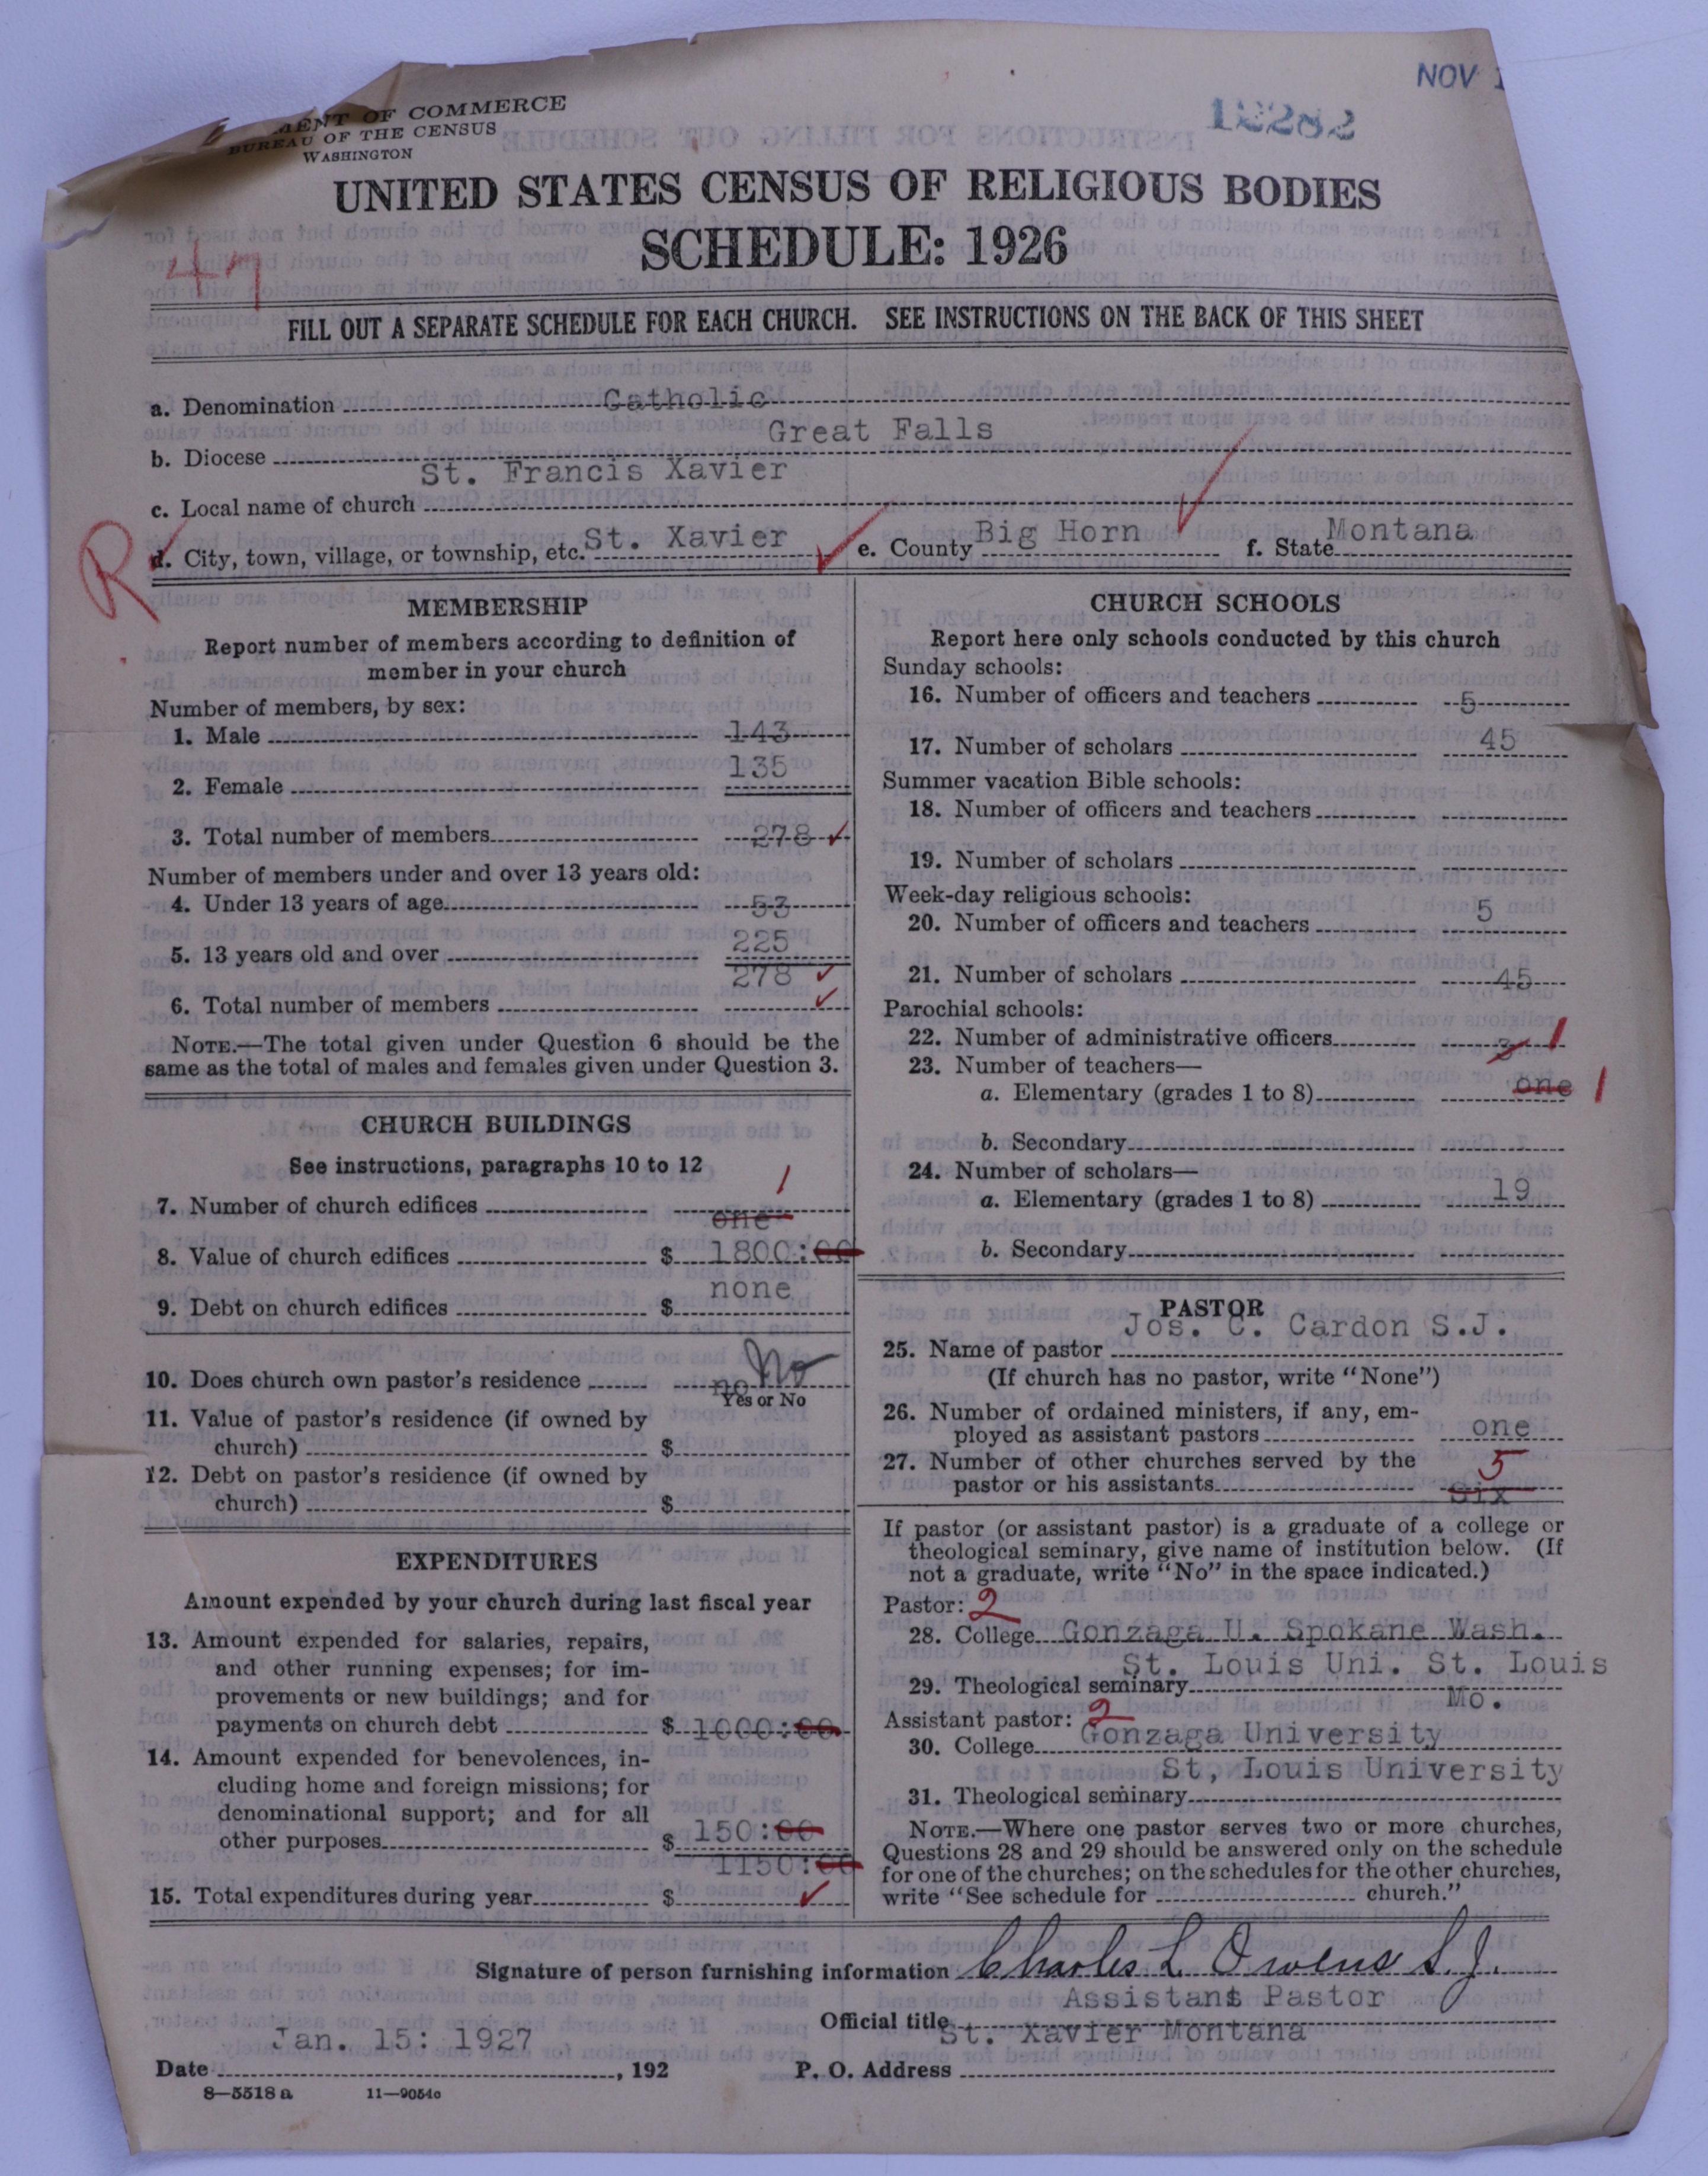 NOV 1
12282
MENT OF COMMERCE
BUREAU OF THE CENSUS
WASHINGTON
UNITED STATES CENSUS OF RELIGIOUS BODIES
SCHEDULE: 1926
47
FILL OUT A SEPARATE SCHEDULE FOR EACH CHURCH. SEE INSTRUCTIONS ON THE BACK OF THIS SHEET
a. Denomination Catholic
b. Diocese Great Falls
c. Local name of church St. Francis Xavier
R d. City, town, village, or township, etc. St. Xavier e. County Big Horn f. State Montana
MEMBERSHIP
Report number of members according to definition of
member in your church
Number of members, by sex:
1. Male 143
2. Female 135
3. Total number of members 278 ✓
Number of members under and over 13 years old:
4. Under 13 years of age 53
5. 13 years old and over 225
278 ✓
6. Total number of members ✓
NOTE.—The total given under Question 6 should be the
same as the total of males and females given under Question 3.
CHURCH BUILDINGS
See instructions, paragraphs 10 to 12
1
7. Number of church edifices one
8. Value of church edifices $ 1800:00
9. Debt on church edifices $ none
10. Does church own pastor's residence no No
Yes or No
11. Value of pastor's residence (if owned by
church) $
12. Debt on pastor's residence (if owned by
church) $
EXPENDITURES
Amount expended by your church during last fiscal year
13. Amount expended for salaries, repairs,
and other running expenses; for im-
provements or new buildings; and for
payments on church debt $ 1000:00
14. Amount expended for benevolences, in-
cluding home and foreign missions; for
denominational support; and for all
other purposes $ 150:00
1150:00
15. Total expenditures during year $ ✓
CHURCH SCHOOLS
Report here only schools conducted by this church
Sunday schools:
16. Number of officers and teachers 5
17. Number of scholars 45
Summer vacation Bible schools:
18. Number of officers and teachers
19. Number of scholars
Week-day religious schools:
20. Number of officers and teachers 5
21. Number of scholars 45
Parochial schools:
22. Number of administrative officers 3 1
23. Number of teachers—
a. Elementary (grades 1 to 8) one 1
b. Secondary
24. Number of scholars—
a. Elementary (grades 1 to 8) 19
b. Secondary
PASTOR
25. Name of pastor Jos. C. Cardon S.J.
(If church has no pastor, write "None")
26. Number of ordained ministers, if any, em-
ployed as assistant pastors one
27. Number of other churches served by the 5
pastor or his assistants six
If pastor (or assistant pastor) is a graduate of a college or
theological seminary, give name of institution below. (If
not a graduate, write "No" in the space indicated.)
Pastor: 2
28. College Gonzaga U. Spokane Wash.
29. Theological seminary St. Louis Uni. St. Louis
Mo.
Assistant pastor: 2
30. College Gonzaga University
31. Theological seminary St, Louis University
NOTE.—Where one pastor serves two or more churches,
Questions 28 and 29 should be answered only on the schedule
for one of the churches; on the schedules for the other churches,
write "See schedule for church."
Signature of person furnishing information Charles L Owens S.J.
Official title Assistant Pastor
Date Jan. 15: 1927 , 192 P. O. Address St. Xavier Montana
8—5518 a 11—9054c